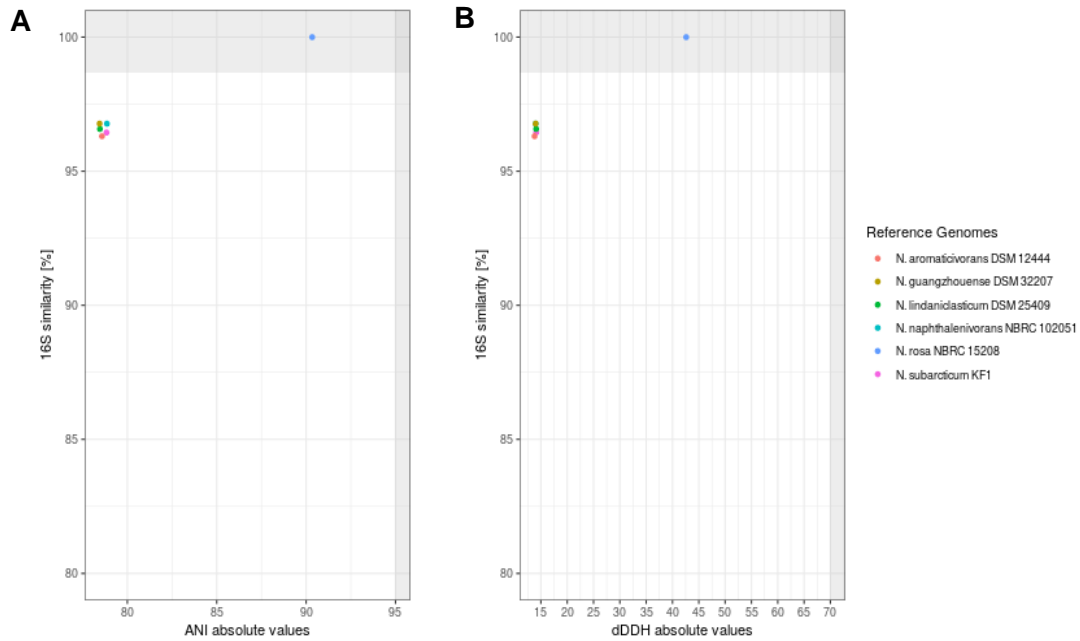 A
B
100
95
90
85
80
16S similarity [%]
80 85 90 95
ANI absolute values
100
95
90
85
80
16S similarity [%]
15 20 25 30 35 40 45 50 55 60 65 70
dDDH absolute values
Reference Genomes
N. aromaticivorans DSM 12444
N. guangzhouense DSM 32207
N. lindaniclasticum DSM 25409
N. naphthalenivorans NBRC 102051
N. rosa NBRC 15208
N. subarcticum KF1